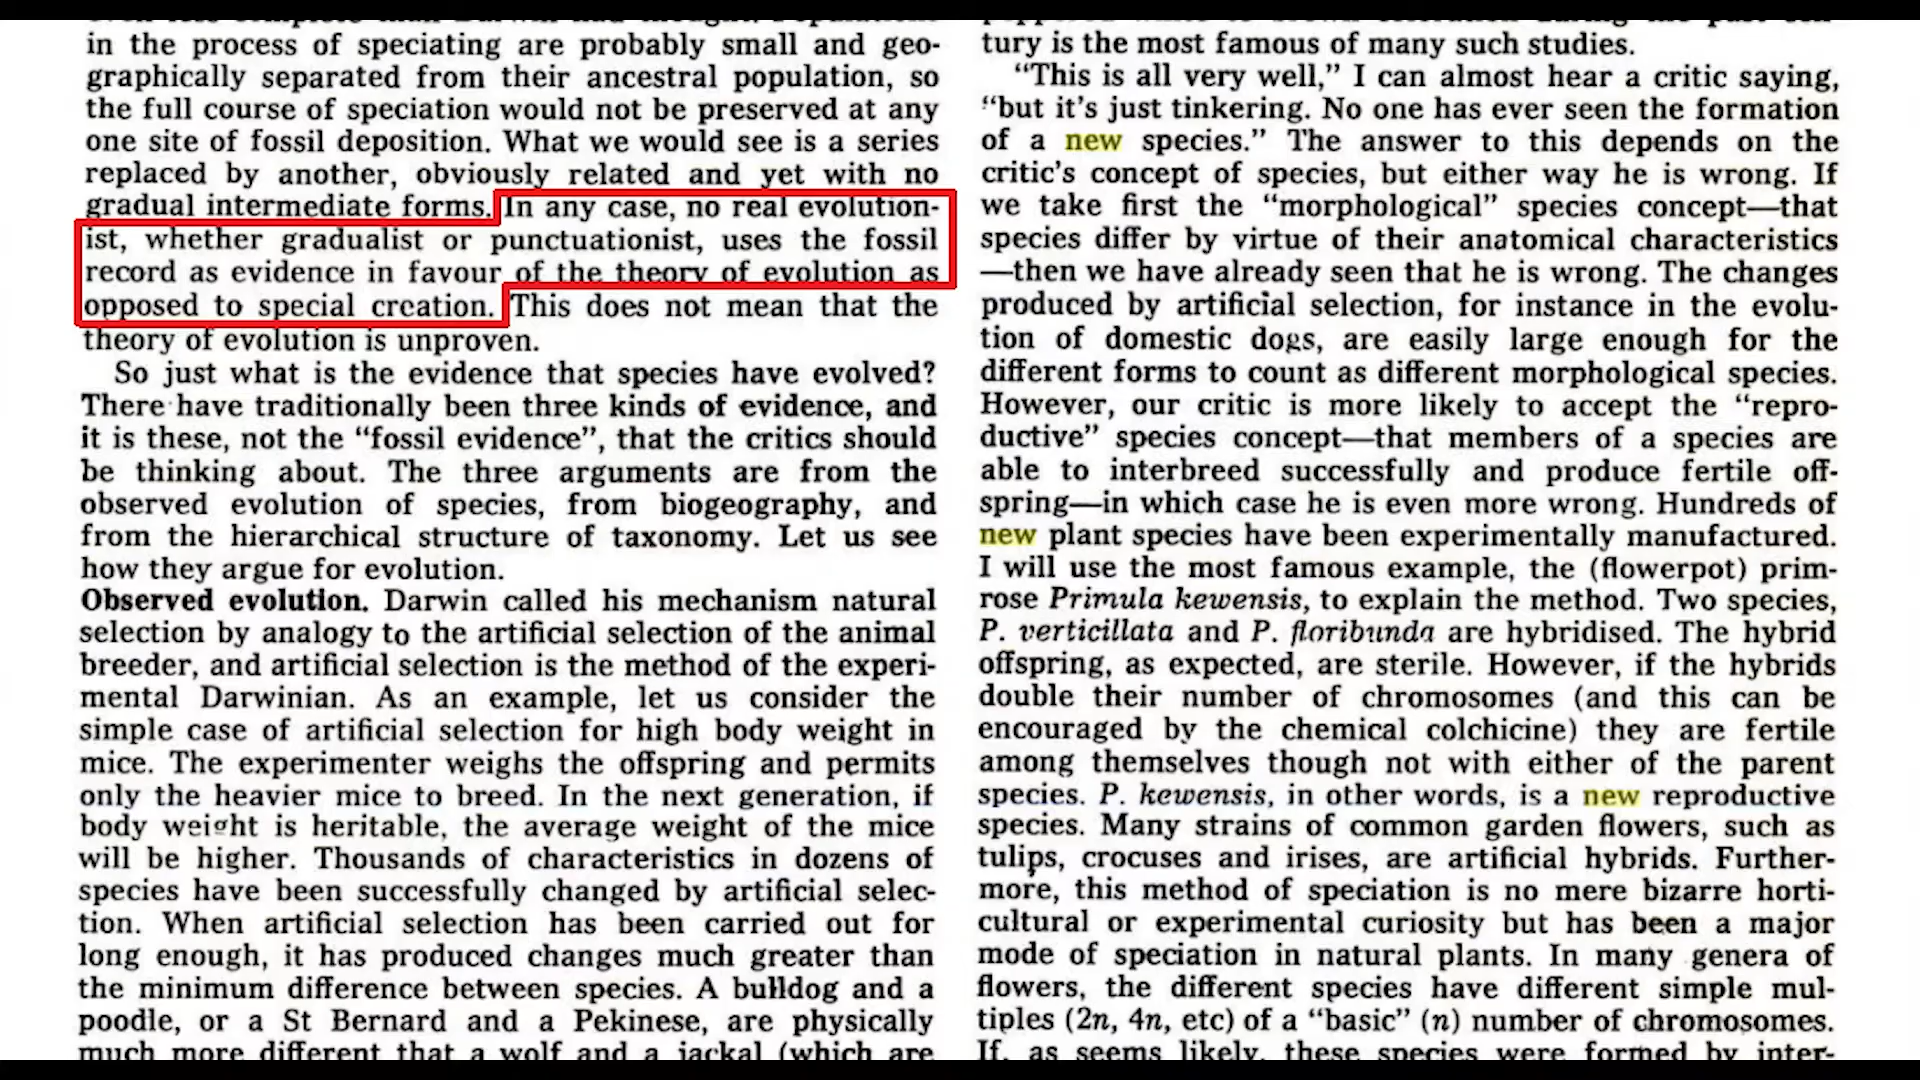 in the process of speciating are probably small and geo-
graphically separated from their ancestral population, so
the full course of speciation would not be preserved at any
one site of fossil deposition. What we would see is a series
replaced by another, obviously related and yet with no
gradual intermediate forms. In any case, no real evolution-
ist, whether gradualist or punctuationist, uses the fossil
record as evidence in favour of the theory of evolution as
opposed to special creation. This does not mean that the
theory of evolution is unproven.
So just what is the evidence that species have evolved?
There have traditionally been three kinds of evidence, and
it is these, not the “fossil evidence”, that the critics should
be thinking about. The three arguments are from the
observed evolution of species, from biogeography, and
from the hierarchical structure of taxonomy. Let us see
how they argue for evolution.
Observed evolution. Darwin called his mechanism natural
selection by analogy to the artificial selection of the animal
breeder, and artificial selection is the method of the experi-
mental Darwinian. As an example, let us consider the
simple case of artificial selection for high body weight in
mice. The experimenter weighs the offspring and permits
only the heavier mice to breed. In the next generation, if
body weight is heritable, the average weight of the mice
will be higher. Thousands of characteristics in dozens of
species have been successfully changed by artificial selec-
tion. When artificial selection has been carried out for
long enough, it has produced changes much greater than
the minimum difference between species. A bulldog and a
poodle, or a St Bernard and a Pekinese, are physically
much more different that a wolf and a jackal (which are
tury is the most famous of many such studies.
“This is all very well,” I can almost hear a critic saying,
“but it's just tinkering. No one has ever seen the formation
of a new species.” The answer to this depends on the
critic's concept of species, but either way he is wrong. If
we take first the “morphological” species concept—that
species differ by virtue of their anatomical characteristics
—then we have already seen that he is wrong. The changes
produced by artificial selection, for instance in the evolu-
tion of domestic dogs, are easily large enough for the
different forms to count as different morphological species.
However, our critic is more likely to accept the “repro-
ductive” species concept—that members of a species are
able to interbreed successfully and produce fertile off-
spring—in which case he is even more wrong. Hundreds of
new plant species have been experimentally manufactured.
I will use the most famous example, the (flowerpot) prim-
rose Primula kewensis, to explain the method. Two species,
P. verticillata and P. floribunda are hybridised. The hybrid
offspring, as expected, are sterile. However, if the hybrids
double their number of chromosomes (and this can be
encouraged by the chemical colchicine) they are fertile
among themselves though not with either of the parent
species. P. kewensis, in other words, is a new reproductive
species. Many strains of common garden flowers, such as
tulips, crocuses and irises, are artificial hybrids. Further-
more, this method of speciation is no mere bizarre horti-
cultural or experimental curiosity but has been a major
mode of speciation in natural plants. In many genera of
flowers, the different species have different simple mul-
tiples (2n, 4n, etc) of a “basic” (n) number of chromosomes.
If, as seems likely, these species were formed by inter-